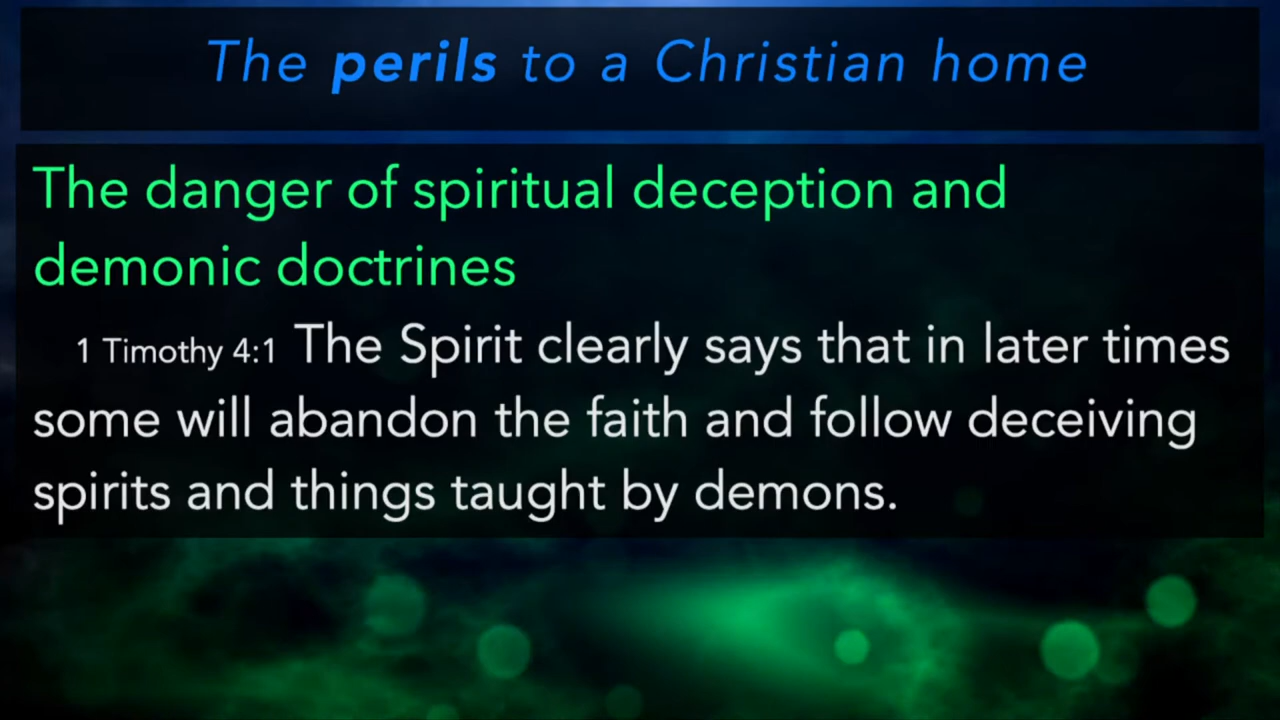 The perils to a Christian home
The danger of spiritual deception and
demonic doctrines
1 Timothy 4:1 The Spirit clearly says that in later times
some will abandon the faith and follow deceiving
spirits and things taught by demons.